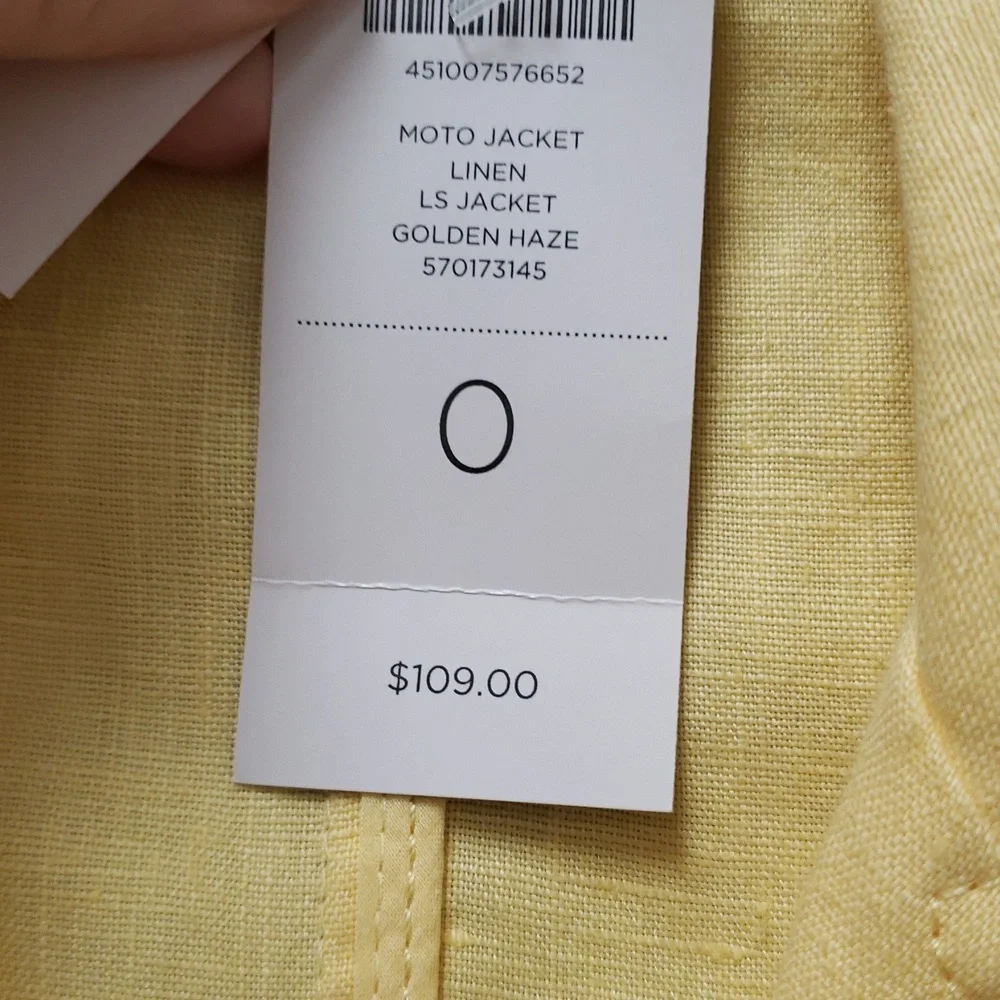 451007576652
MOTO JACKET
LINEN
LS JACKET
GOLDEN HAZE
570173145
0
$109.00